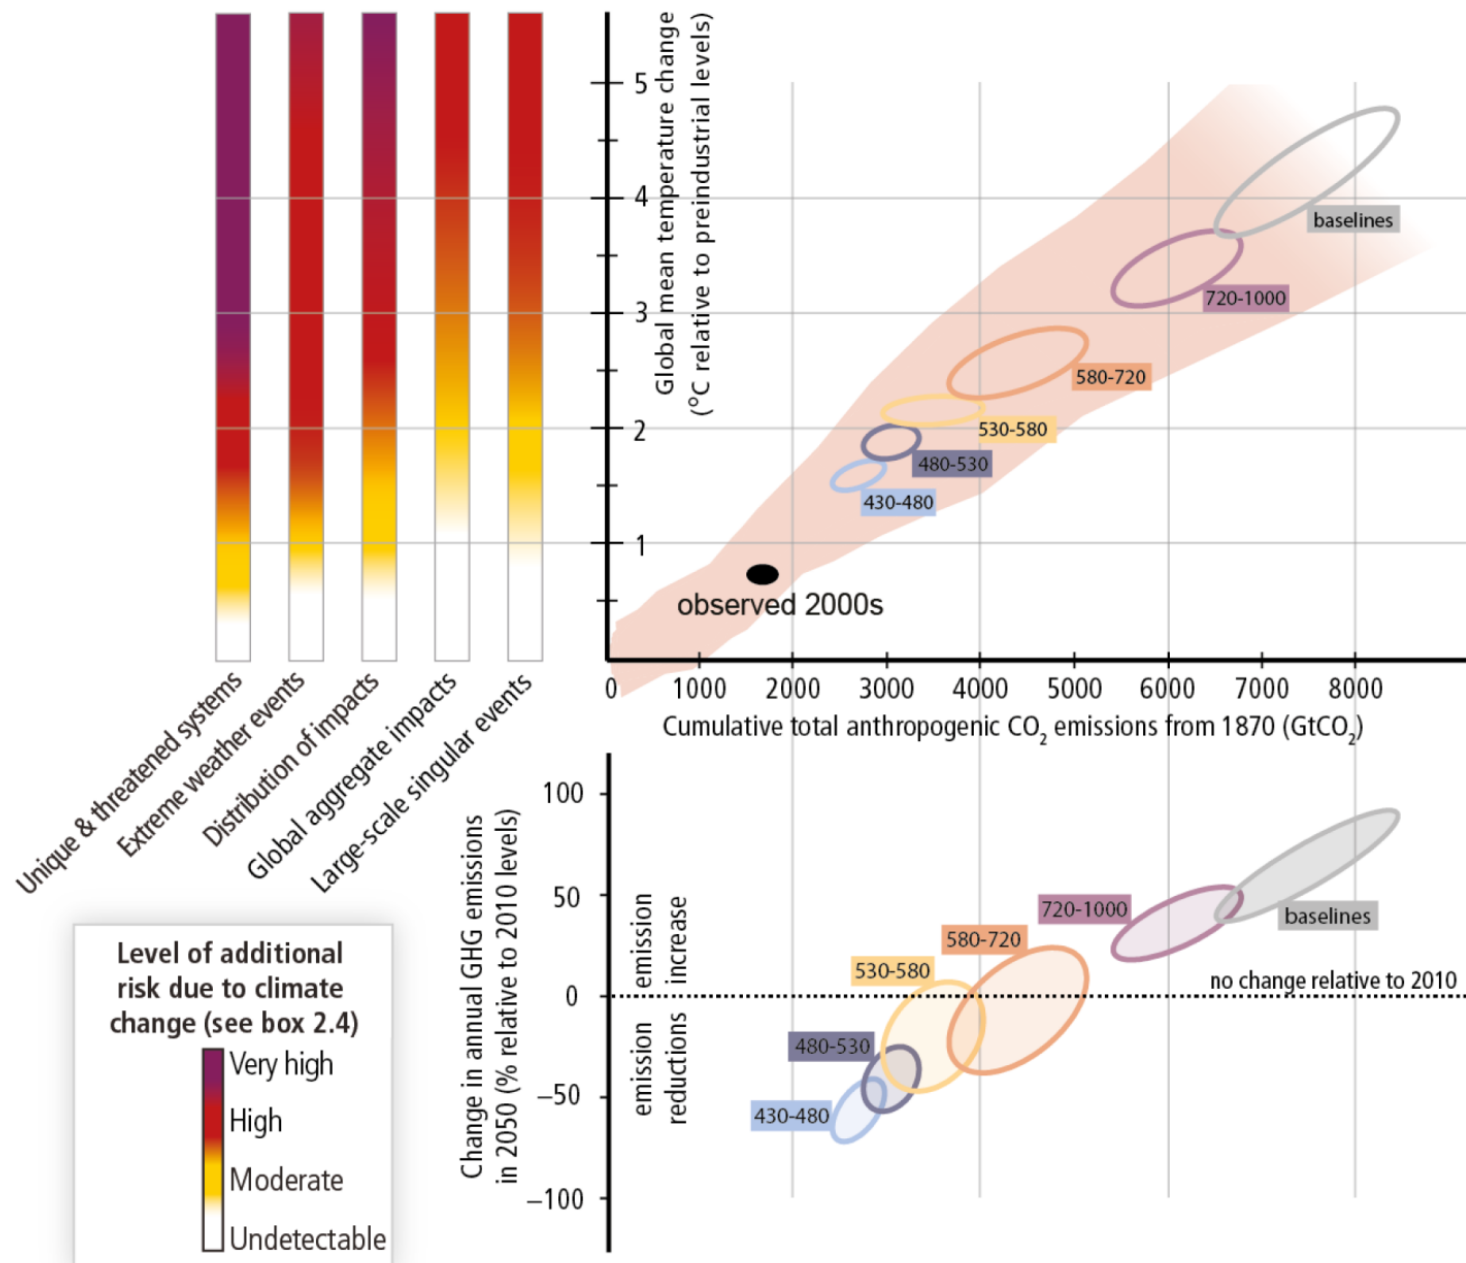 5
4
3
2
1
Global mean temperature change
(°C relative to preindustrial levels)
baselines
720-1000
580-720
530-580
480-530
430-480
observed 2000s
0 1000 2000 3000 4000 5000 6000 7000 8000
Cumulative total anthropogenic CO₂ emissions from 1870 (GtCO₂)
Unique & threatened systems
Extreme weather events
Distribution of impacts
Global aggregate impacts
Large-scale singular events
Level of additional
risk due to climate
change (see box 2.4)
Very high
High
Moderate
Undetectable
Change in annual GHG emissions
in 2050 (% relative to 2010 levels)
100
50
0
−50
−100
emission
increase
emission
reductions
720-1000
baselines
580-720
530-580
no change relative to 2010
480-530
430-480